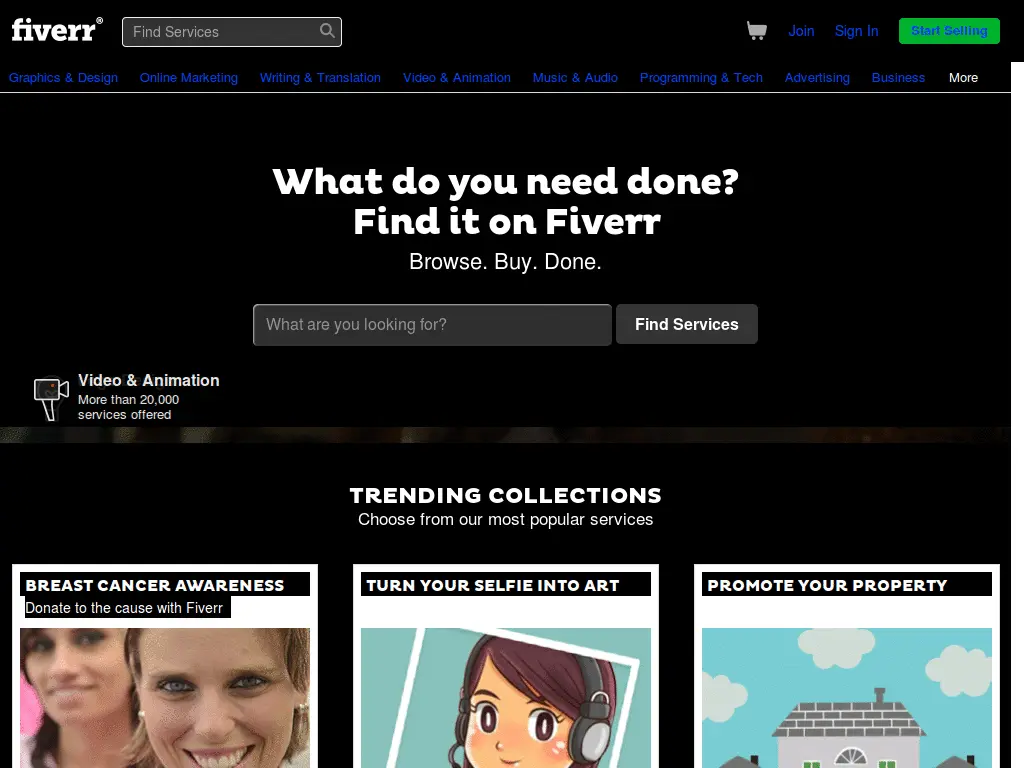 fiverr®
Find Services
Join
Sign In
Start Selling
Graphics & Design
Online Marketing
Writing & Translation
Video & Animation
Music & Audio
Programming & Tech
Advertising
Business
More
What do you need done?
Find it on Fiverr
Browse. Buy. Done.
What are you looking for?
Find Services
Video & Animation
More than 20,000
services offered
TRENDING COLLECTIONS
Choose from our most popular services
BREAST CANCER AWARENESS
Donate to the cause with Fiverr
TURN YOUR SELFIE INTO ART
PROMOTE YOUR PROPERTY